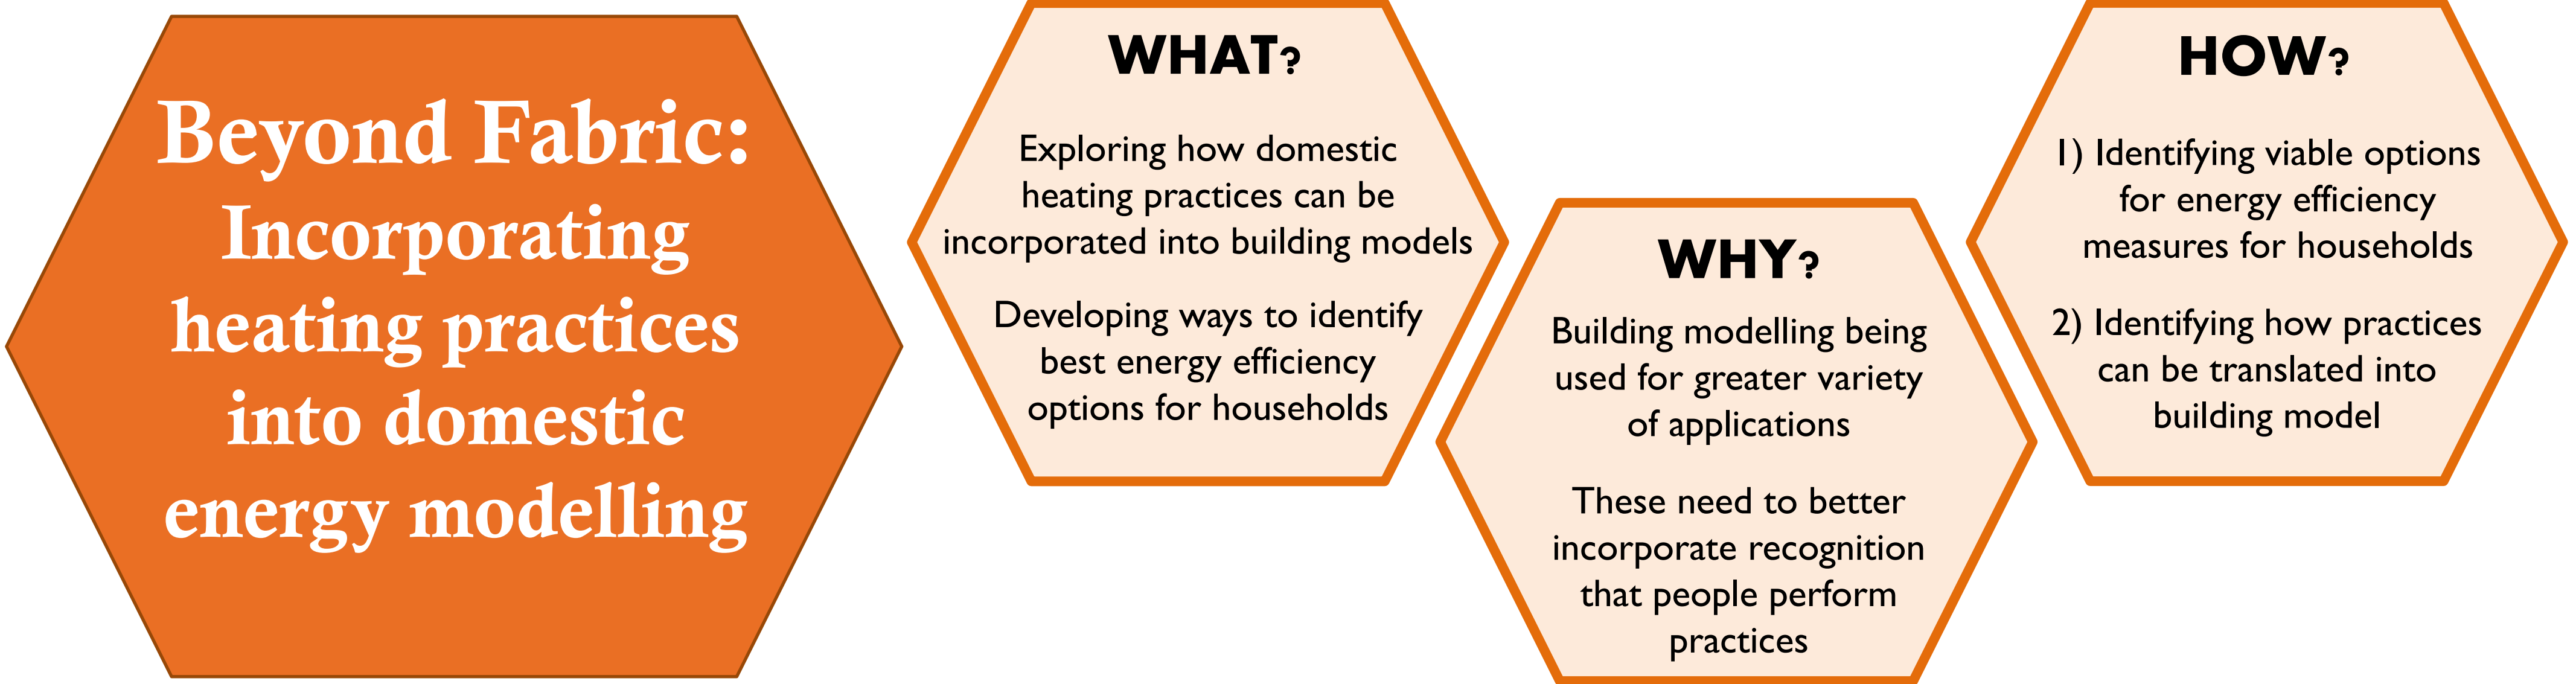 Beyond Fabric:
Incorporating
heating practices
into domestic
energy modelling
WHAT?
Exploring how domestic
heating practices can be
incorporated into building models
Developing ways to identify
best energy efficiency
options for households
WHY?
Building modelling being
used for greater variety
of applications
These need to better
incorporate recognition
that people perform
practices
HOW?
1) Identifying viable options
for energy efficiency
measures for households
2) Identifying how practices
can be translated into
building model